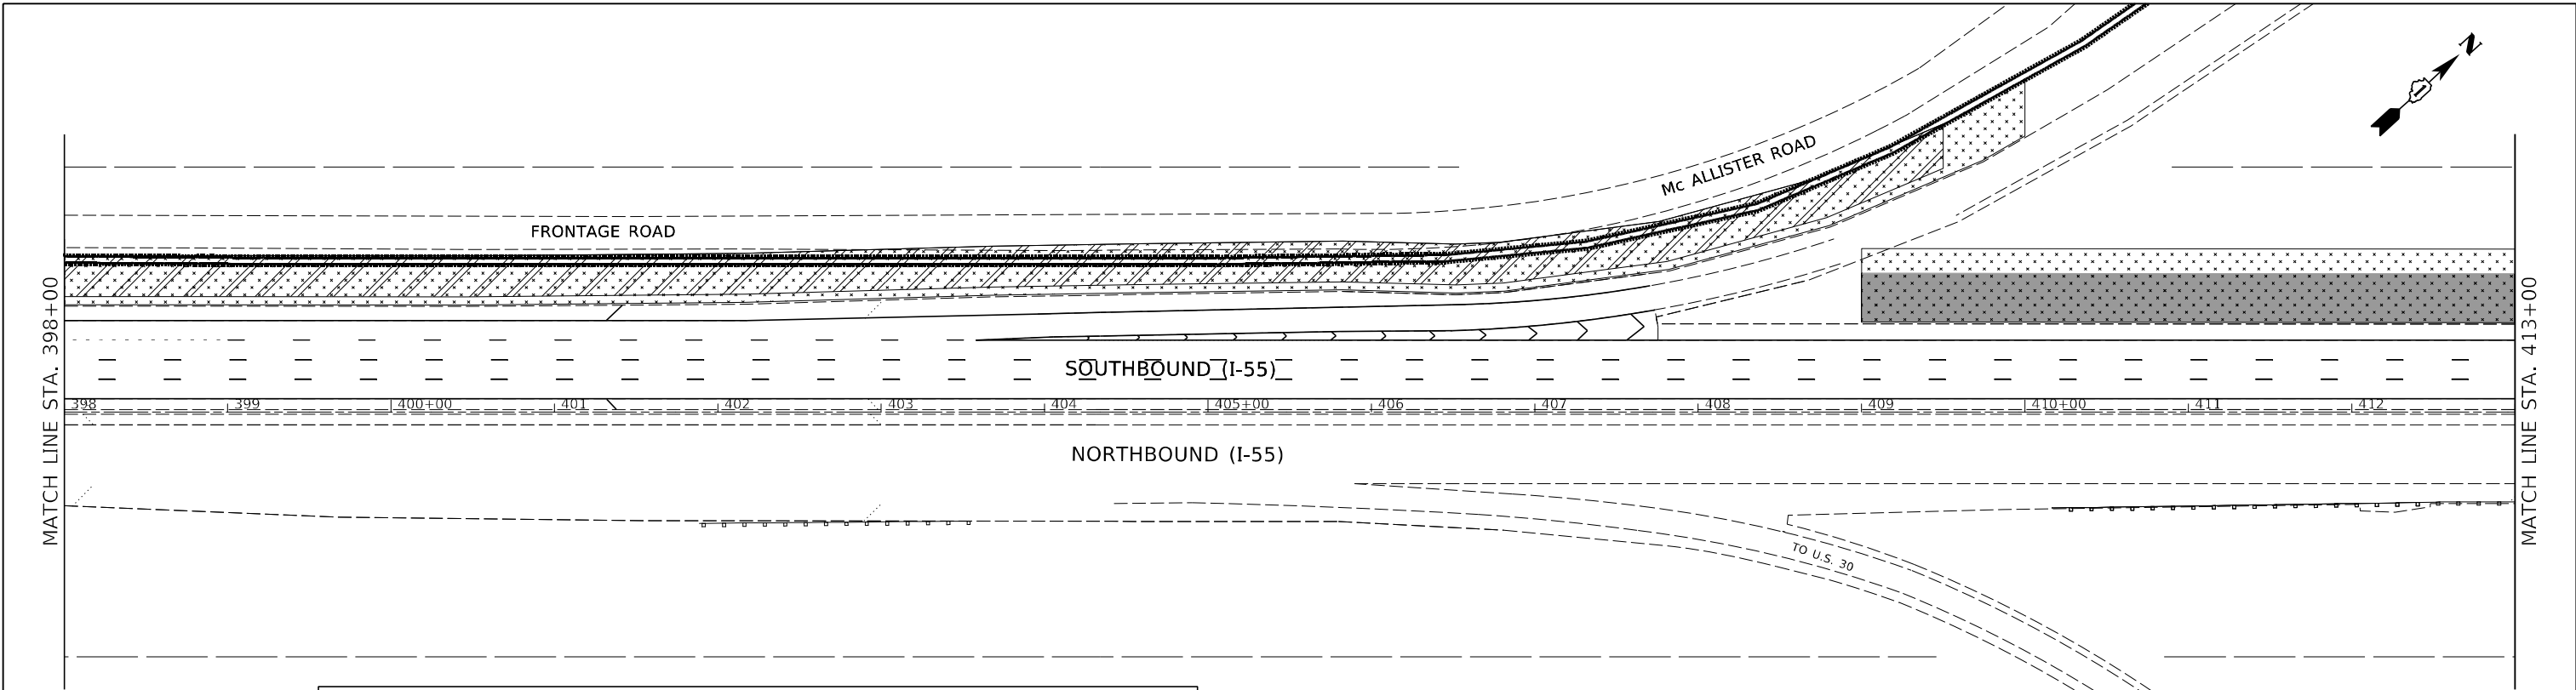 N
Mc ALLISTER ROAD
FRONTAGE ROAD
MATCH LINE STA. 398+00
MATCH LINE STA. 413+00
SOUTHBOUND (I-55)
398 399 400+00 401 402 403 404 405+00 406 407 408 409 410+00 411 412
NORTHBOUND (I-55)
TO U.S. 30